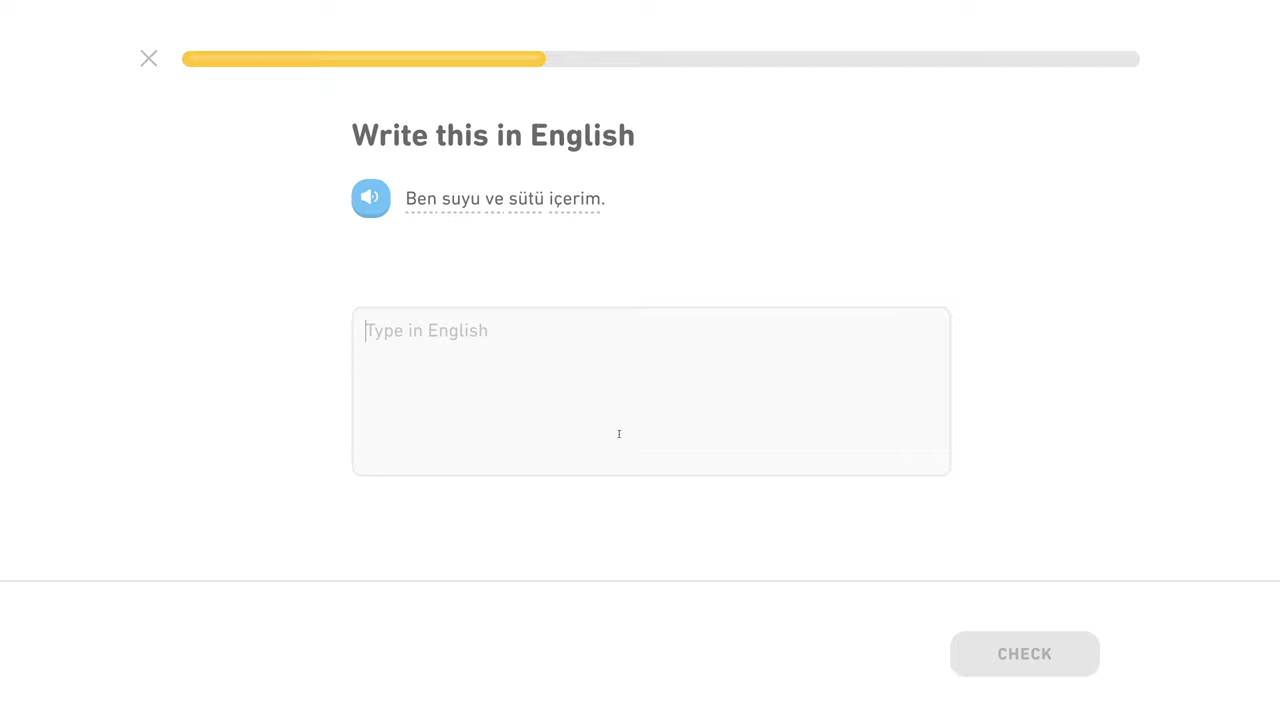 Write this in English
Ben suyu ve sütü içerim.
Type in English
CHECK